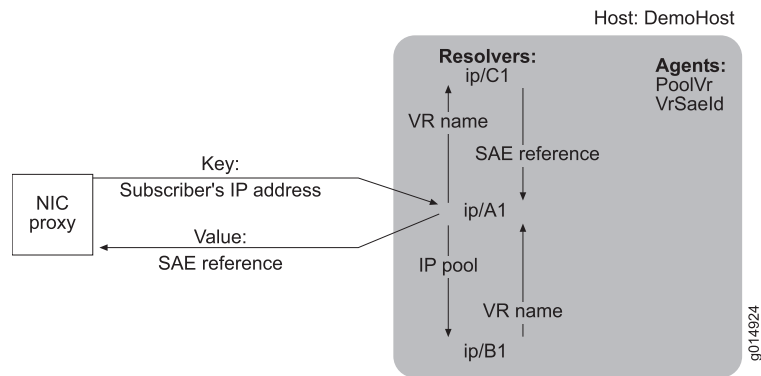 Host: DemoHost
Resolvers:
ip/C1
Agents:
PoolVr
VrSaeId
VR name
SAE reference
Key:
Subscriber's IP address
NIC
proxy
ip/A1
Value:
SAE reference
IP pool
VR name
ip/B1
g014924